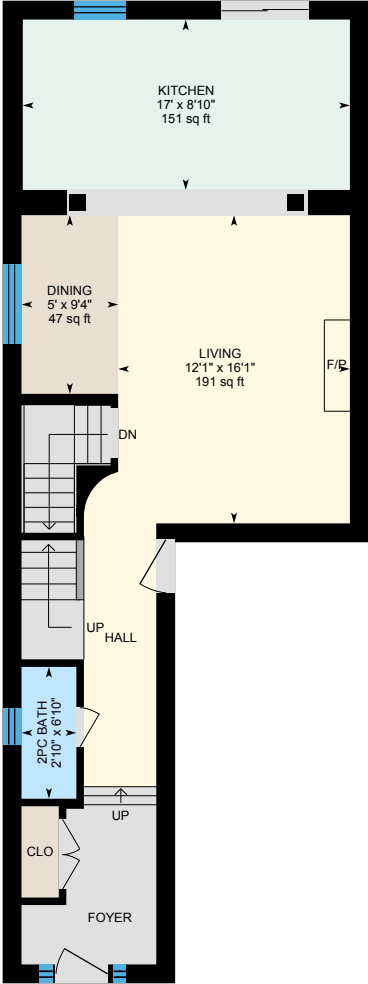 KITCHEN
17' x 8'10"
151 sq ft
DINING
5' x 9'4"
47 sq ft
LIVING
12'1" x 16'1"
191 sq ft
F/P
DN
UP
HALL
2PC BATH
2'10" x 6'10"
UP
CLO
FOYER